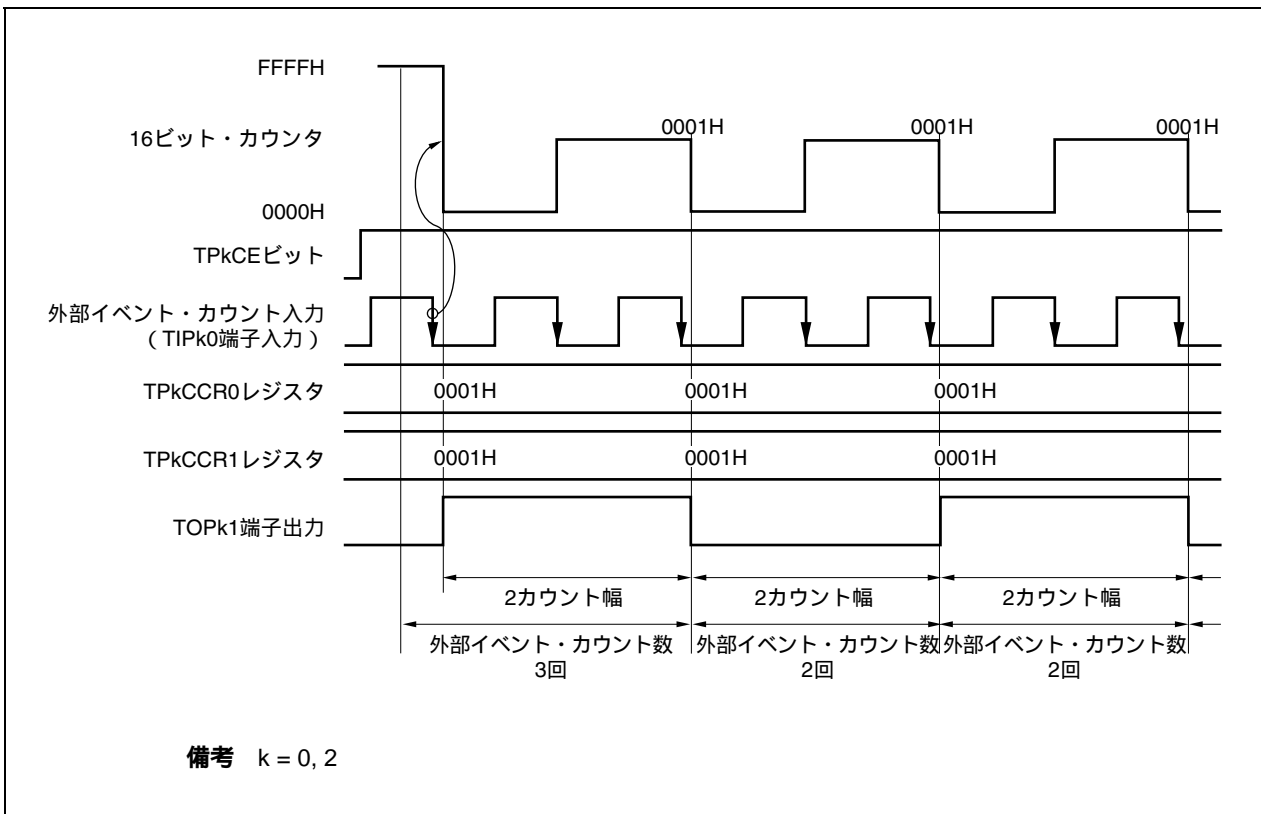 FFFFH
0001H 0001H 0001H
16ビット・カウンタ
0000H
TPkCEビット
外部イベント・カウント入力
（TIPk0端子入力）
TPkCCR0レジスタ 0001H 0001H 0001H
TPkCCR1レジスタ 0001H 0001H 0001H
TOPk1端子出力
2カウント幅 2カウント幅 2カウント幅
外部イベント・カウント数 外部イベント・カウント数 外部イベント・カウント数
3回 2回 2回
備考 k = 0, 2